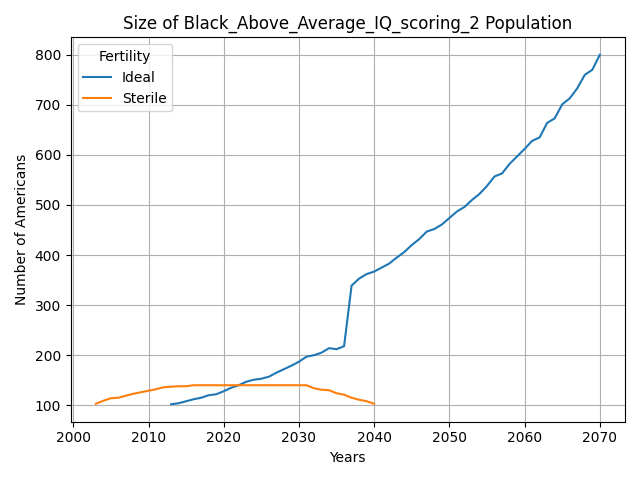 Size of Black_Above_Average_IQ_scoring_2 Population
Fertility
Ideal
Sterile
Number of Americans
800
700
600
500
400
300
200
100
2000 2010 2020 2030 2040 2050 2060 2070
Years